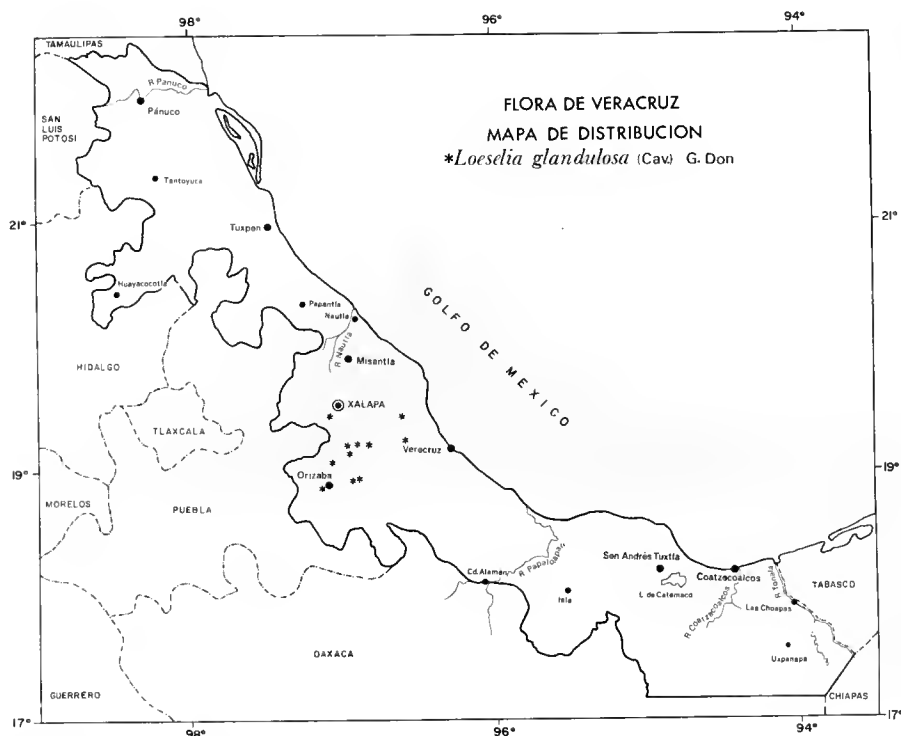 98°
96°
94°
TAMAULIPAS
R Panuco
Pánuco
SAN
LUIS
POTOSI
FLORA DE VERACRUZ
MAPA DE DISTRIBUCION
*Loeselia glandulosa (Cav.) G. Don
Tantoyuca
21°
21°
Tuxpan
Huayacocotla
Papantla
Nautla
R Nautla
GOLFO DE MEXICO
Misantla
HIDALGO
XALAPA
TLAXCALA
Veracruz
19°
19°
Orizaba
MORELOS
PUEBLA
San Andrés Tuxtla
Coatzacoalcos
Cd. Alemán
R Papaloapan
L. de Catemaco
R Tonalá
TABASCO
Isla
R Coatzacoalcos
Las Choapas
OAXACA
Uxpanapa
GUERRERO
CHIAPAS
17°
17°
98°
96°
94°